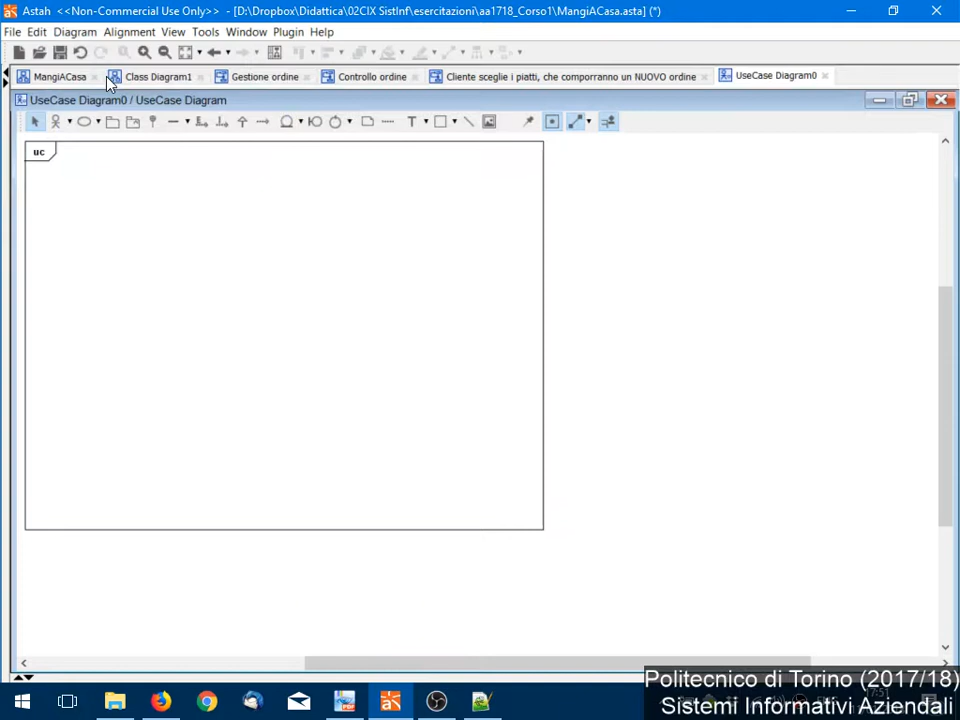 Astah <<Non-Commercial Use Only>> - [D:\Dropbox\Didattica\02CIX SistInf\esercitazioni\aa1718_Corso1\MangiACasa.asta] (*)
File Edit Diagram Alignment View Tools Window Plugin Help
MangiACasa Class Diagram1 Gestione ordine Controllo ordine Cliente sceglie i piatti, che comporranno un NUOVO ordine UseCase Diagram0
UseCase Diagram0 / UseCase Diagram
T
uc
Politecnico di Torino (2017/18)
7:51
Sistemi Informativi Aziendali